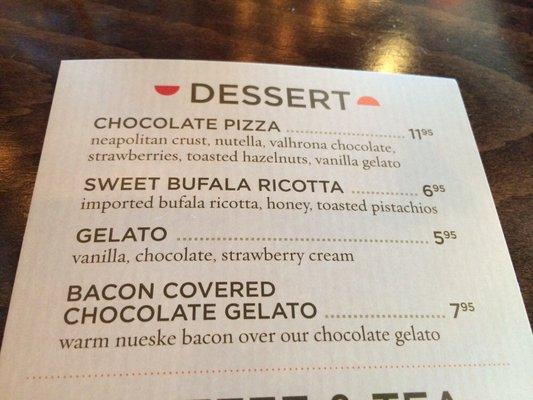 DESSERT
CHOCOLATE PIZZA ........................ 11 95
neapolitan crust, nutella, valhrona chocolate,
strawberries, toasted hazelnuts, vanilla gelato
SWEET BUFALA RICOTTA ............. 6 95
imported bufala ricotta, honey, toasted pistachios
GELATO .............................................. 5 95
vanilla, chocolate, strawberry cream
BACON COVERED
CHOCOLATE GELATO ..................... 7 95
warm nueske bacon over our chocolate gelato
& TEA